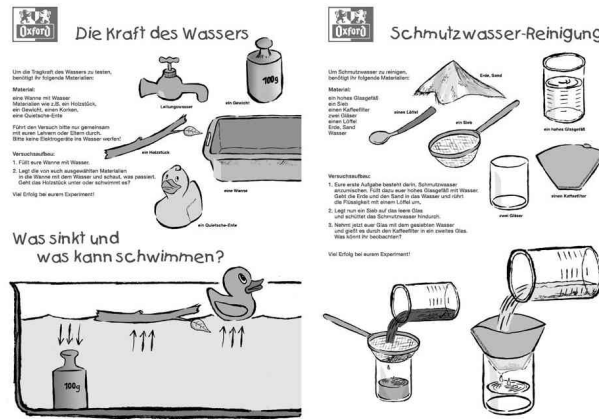 Oxford
Die Kraft des Wassers
Um die Tragkraft des Wassers zu testen,
benötigt ihr folgende Materialien:
Material:
eine Wanne mit Wasser
Materialien wie z.B. ein Holzstück,
ein Gewicht, einen Korken,
eine Quietsche-Ente
Führt den Versuch bitte nur gemeinsam
mit euren Lehrern oder Eltern durch.
Bitte keine Elektrogeräte ins Wasser werfen!
Versuchsaufbau:
1. Füllt eure Wanne mit Wasser.
2. Legt die von euch ausgewählten Materialien
in die Wanne mit dem Wasser und schaut, was passiert.
Geht das Holzstück unter oder schwimmt es?
Viel Erfolg bei eurem Experiment!
Leitungswasser
100g
ein Gewicht
ein Holzstück
eine Wanne
ein Quietsch-Ente
Was sinkt und
was kann schwimmen?
100g
Oxford
Schmutzwasser-Reinigung
Um Schmutzwasser zu reinigen,
benötigt ihr folgende Materialien:
Material:
ein hohes Glasgefäß
ein Sieb
einen Kaffeefilter
zwei Gläser
einen Löffel
Erde, Sand
Wasser
Versuchsaufbau:
1. Eure erste Aufgabe besteht darin, Schmutzwasser
anzumischen. Füllt dazu euer hohes Glasgefäß mit Wasser.
Gebt die Erde und den Sand in das Wasser und rührt
die Flüssigkeit mit einem Löffel um.
2. Legt nun ein Sieb auf das leere Glas
und schüttet das Schmutzwasser hindurch.
3. Nehmt jetzt euer Glas mit dem gesiebten Wasser
und gießt es durch den Kaffeefilter in ein zweites Glas.
Was könnt ihr beobachten?
Viel Erfolg bei eurem Experiment!
Erde, Sand
einen Löffel
ein Sieb
ein hohes Glasgefäß
zwei Gläser
einem Kaffeefilter